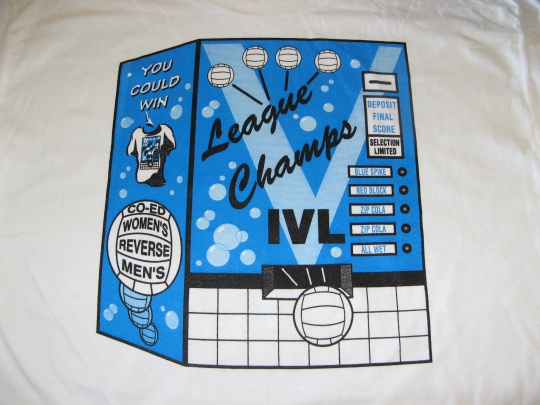 YOU
COULD
WIN
CO-ED
WOMEN'S
REVERSE
MEN'S
League
Champs
IVL
DEPOSIT
FINAL
SCORE
SELECTION
LIMITED
BLUE SPIKE
RED BLOCK
ZIP COLA
ZIP COLA
ALL WET